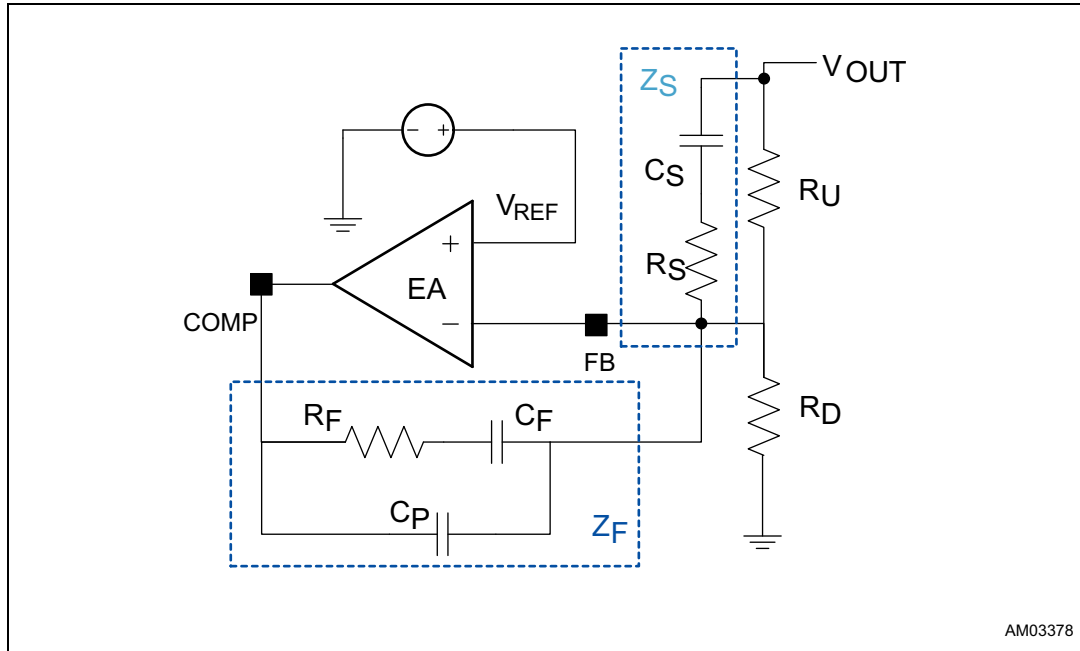 ZS
VOUT
- +
CS
RU
VREF
+
RS
EA
COMP
−
FB
RD
RF
CF
CP
ZF
AM03378